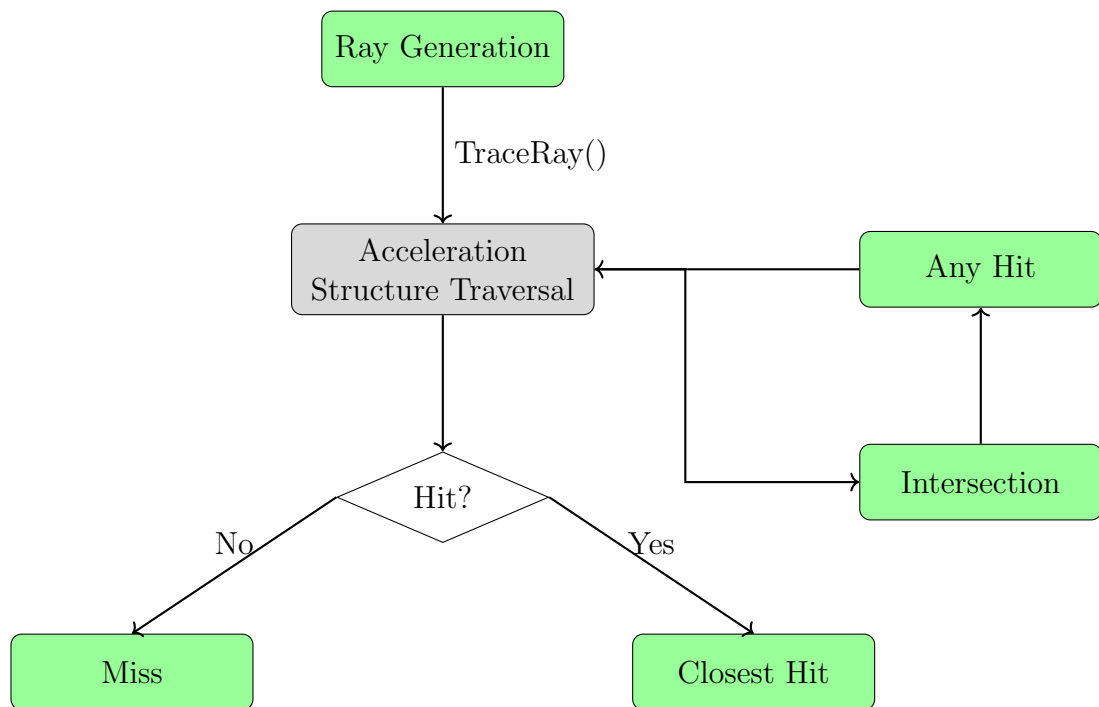 Ray Generation
TraceRay()
Acceleration
Structure Traversal
Any Hit
Intersection
Hit?
No
Yes
Miss
Closest Hit